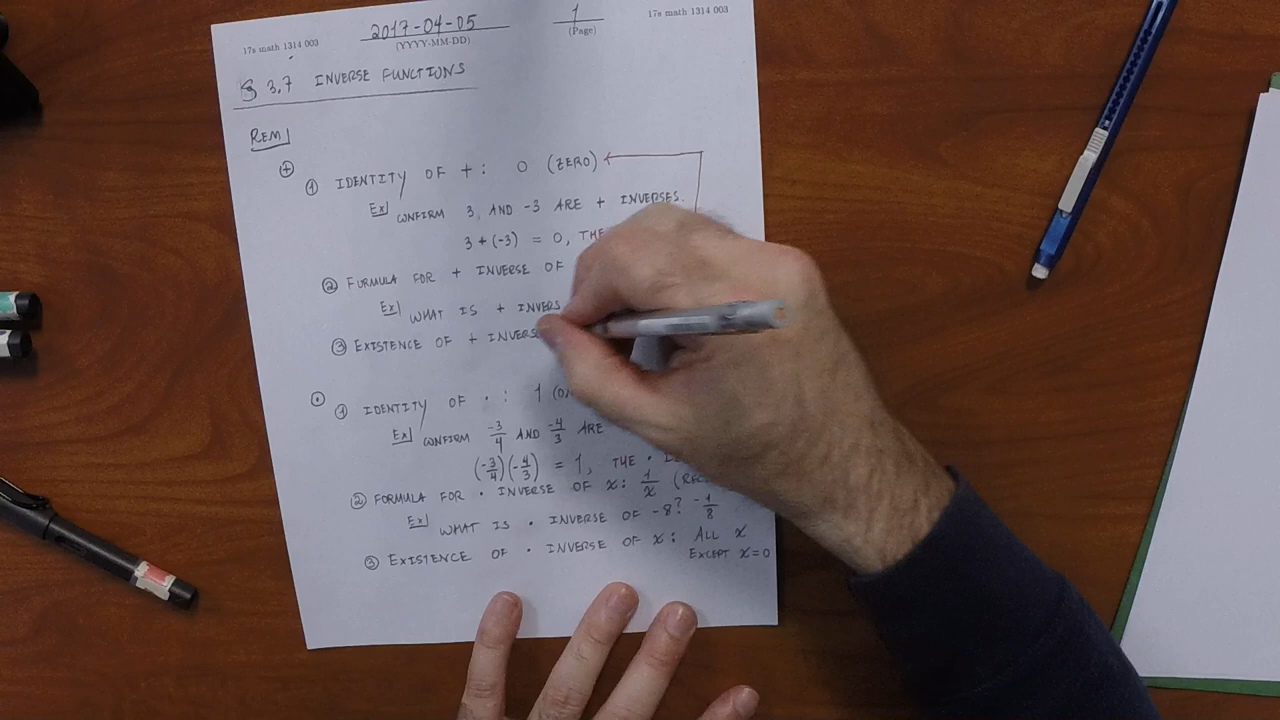 17s math 1314 003
2017-04-05
(YYYY-MM-DD)
1
(Page)
17s math 1314 003
§ 3.7 INVERSE FUNCTIONS
REM
+
① IDENTITY OF + : 0 (ZERO)
Ex CONFIRM 3 AND -3 ARE + INVERSES.
3 + (-3) = 0, THE
② FORMULA FOR + INVERSE OF
Ex WHAT IS + INVERS
③ EXISTENCE OF + INVERS
·
① IDENTITY OF · : 1
Ex CONFIRM -3/4 AND -4/3 ARE
(-3/4)(-4/3) = 1, THE ·
② FORMULA FOR · INVERSE OF x: 1/x
Ex WHAT IS · INVERSE OF -8? -1/8
③ EXISTENCE OF · INVERSE OF x: ALL x
EXCEPT x=0